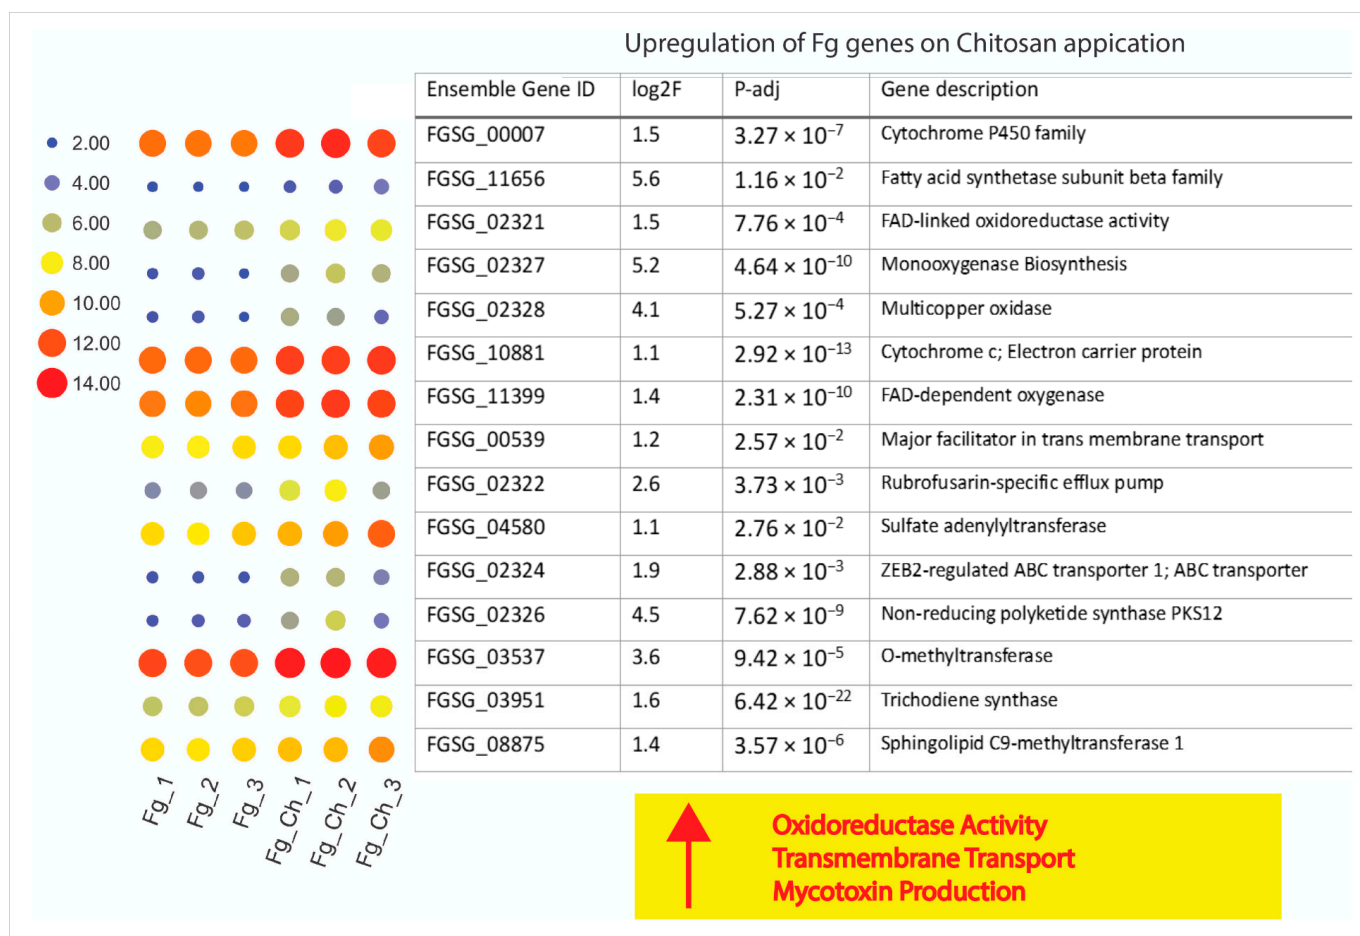 Upregulation of Fg genes on Chitosan appication
Ensemble Gene ID log2F P-adj Gene description
2.00
4.00
6.00
8.00
10.00
12.00
14.00
FGSG_00007 1.5 3.27 × 10⁻⁷ Cytochrome P450 family
FGSG_11656 5.6 1.16 × 10⁻² Fatty acid synthetase subunit beta family
FGSG_02321 1.5 7.76 × 10⁻⁴ FAD-linked oxidoreductase activity
FGSG_02327 5.2 4.64 × 10⁻¹⁰ Monooxygenase Biosynthesis
FGSG_02328 4.1 5.27 × 10⁻⁴ Multicopper oxidase
FGSG_10881 1.1 2.92 × 10⁻¹³ Cytochrome c; Electron carrier protein
FGSG_11399 1.4 2.31 × 10⁻¹⁰ FAD-dependent oxygenase
FGSG_00539 1.2 2.57 × 10⁻² Major facilitator in trans membrane transport
FGSG_02322 2.6 3.73 × 10⁻³ Rubrofusarin-specific efflux pump
FGSG_04580 1.1 2.76 × 10⁻² Sulfate adenylyltransferase
FGSG_02324 1.9 2.88 × 10⁻³ ZEB2-regulated ABC transporter 1; ABC transporter
FGSG_02326 4.5 7.62 × 10⁻⁹ Non-reducing polyketide synthase PKS12
FGSG_03537 3.6 9.42 × 10⁻⁵ O-methyltransferase
FGSG_03951 1.6 6.42 × 10⁻²² Trichodiene synthase
FGSG_08875 1.4 3.57 × 10⁻⁶ Sphingolipid C9-methyltransferase 1
Fg_1
Fg_2
Fg_3
Fg_Ch_1
Fg_Ch_2
Fg_Ch_3
Oxidoreductase Activity
Transmembrane Transport
Mycotoxin Production